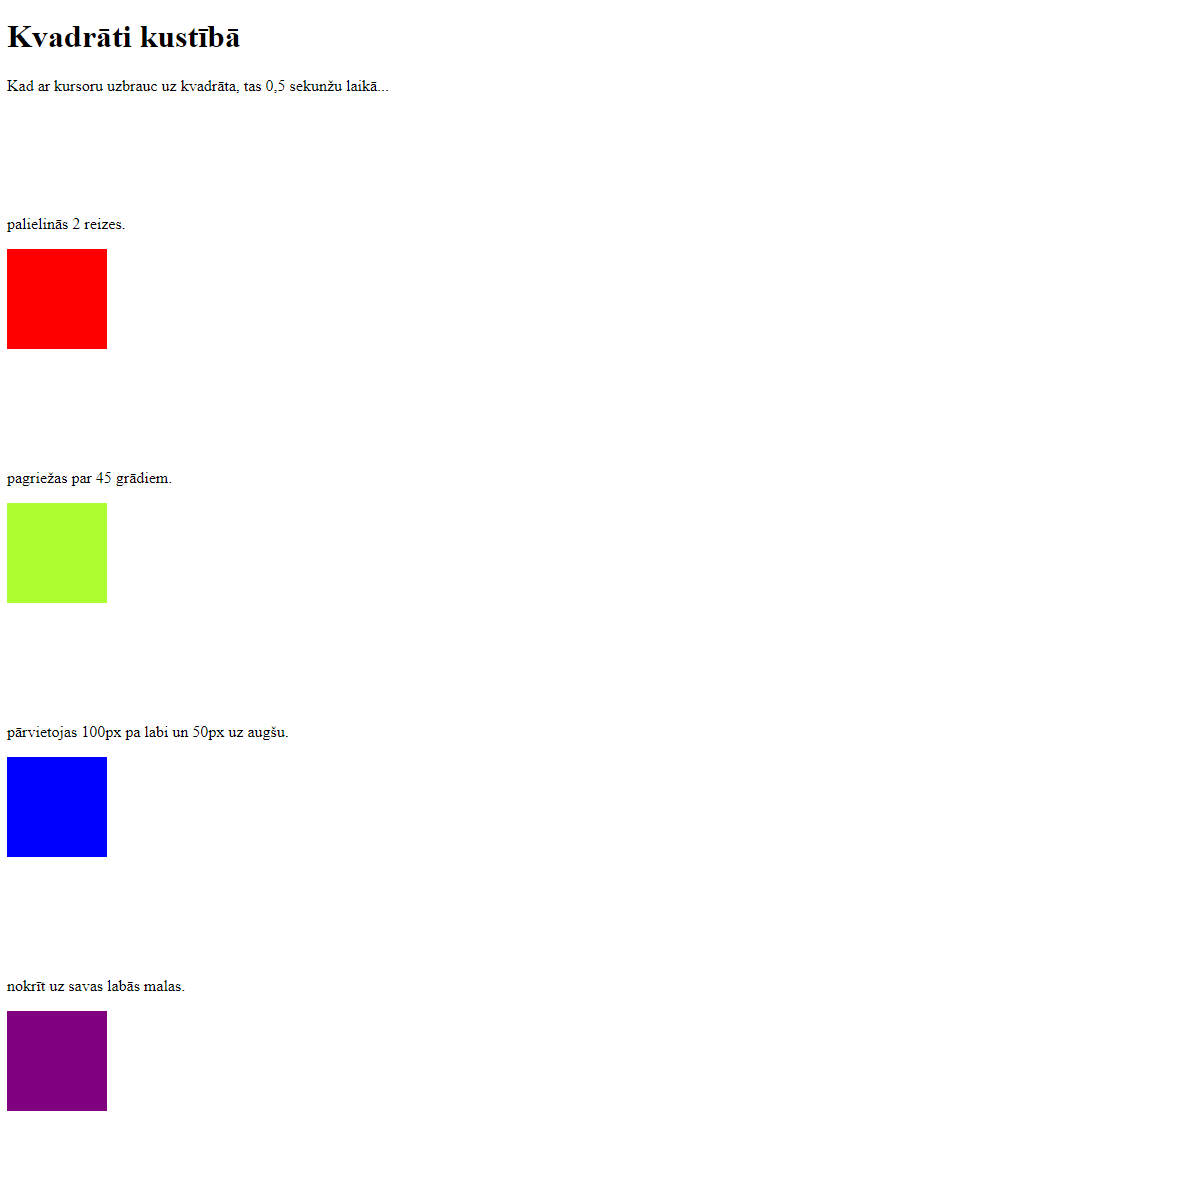 Kvadrāti kustībā
Kad ar kursoru uzbrauc uz kvadrāta, tas 0,5 sekunžu laikā...
palielinās 2 reizes.
pagriežas par 45 grādiem.
pārvietojas 100px pa labi un 50px uz augšu.
nokrīt uz savas labās malas.